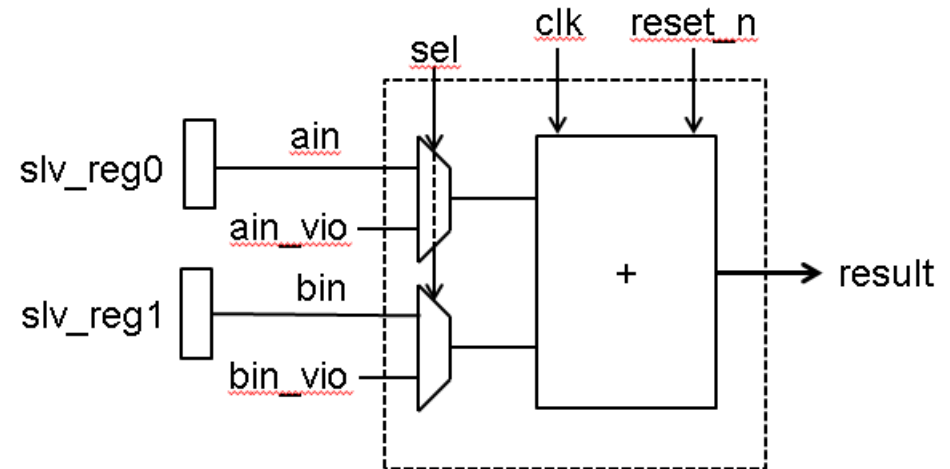 clk
reset_n
sel
ain
slv_reg0
ain_vio
bin
slv_reg1
bin_vio
+
result